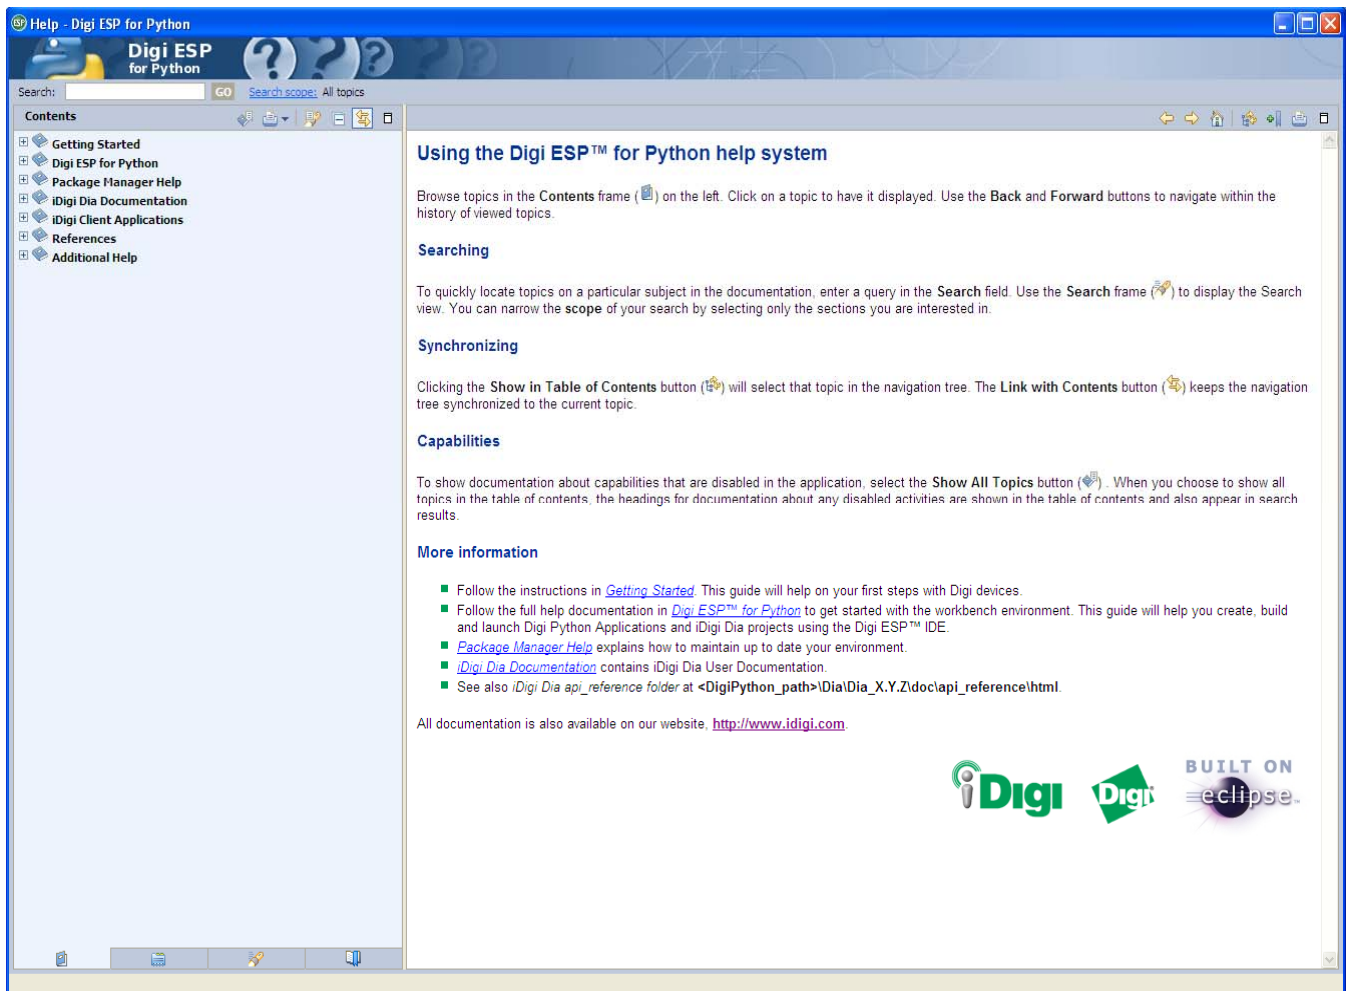 Help - Digi ESP for Python
Digi ESP
for Python
Search:
GO
Search scope: All topics
Contents
Getting Started
Digi ESP for Python
Package Manager Help
iDigi Dia Documentation
iDigi Client Applications
References
Additional Help
Using the Digi ESP™ for Python help system
Browse topics in the Contents frame ( ) on the left. Click on a topic to have it displayed. Use the Back and Forward buttons to navigate within the
history of viewed topics.
Searching
To quickly locate topics on a particular subject in the documentation, enter a query in the Search field. Use the Search frame ( ) to display the Search
view. You can narrow the scope of your search by selecting only the sections you are interested in.
Synchronizing
Clicking the Show in Table of Contents button ( ) will select that topic in the navigation tree. The Link with Contents button ( ) keeps the navigation
tree synchronized to the current topic.
Capabilities
To show documentation about capabilities that are disabled in the application, select the Show All Topics button ( ) . When you choose to show all
topics in the table of contents, the headings for documentation about any disabled activities are shown in the table of contents and also appear in search
results.
More information
Follow the instructions in Getting Started. This guide will help on your first steps with Digi devices.
Follow the full help documentation in Digi ESP™ for Python to get started with the workbench environment. This guide will help you create, build
and launch Digi Python Applications and iDigi Dia projects using the Digi ESP™ IDE.
Package Manager Help explains how to maintain up to date your environment.
iDigi Dia Documentation contains iDigi Dia User Documentation.
See also iDigi Dia api_reference folder at <DigiPython_path>\Dia\Dia_X.Y.Z\doc\api_reference\html.
All documentation is also available on our website, http://www.idigi.com.
iDigi
Digi
BUILT ON
eclipse™